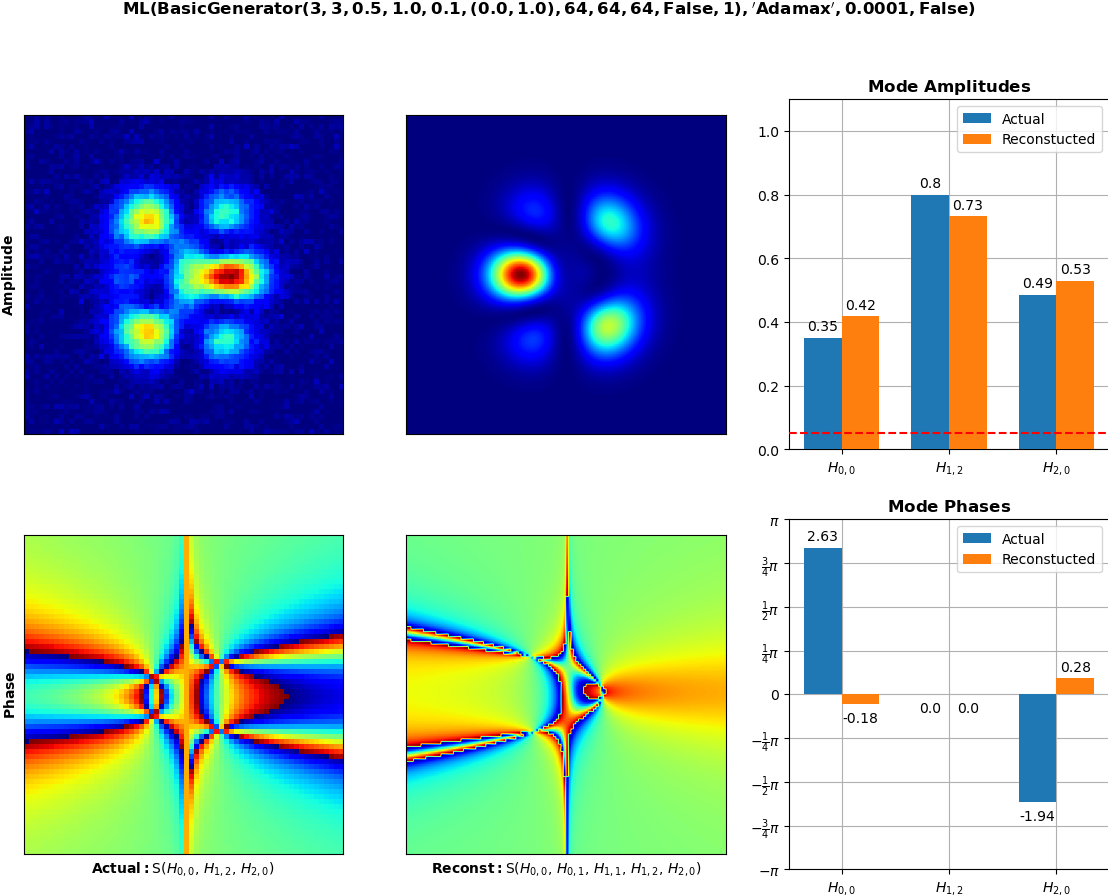 ML(BasicGenerator(3, 3, 0.5, 1.0, 0.1, (0.0, 1.0), 64, 64, 64, False, 1), ′Adamax′, 0.0001, False)
Amplitude
Mode Amplitudes
Actual
Reconstucted
1.0
0.8
0.6
0.4
0.2
0.0
0.35
0.42
0.8
0.73
0.49
0.53
H0, 0
H1, 2
H2, 0
Phase
Actual: S(H0, 0, H1, 2, H2, 0)
Reconst: S(H0, 0, H0, 1, H1, 1, H1, 2, H2, 0)
Mode Phases
Actual
Reconstucted
π
3/4π
1/2π
1/4π
0
−1/4π
−1/2π
−3/4π
−π
2.63
-0.18
0.0
0.0
-1.94
0.28
H0, 0
H1, 2
H2, 0